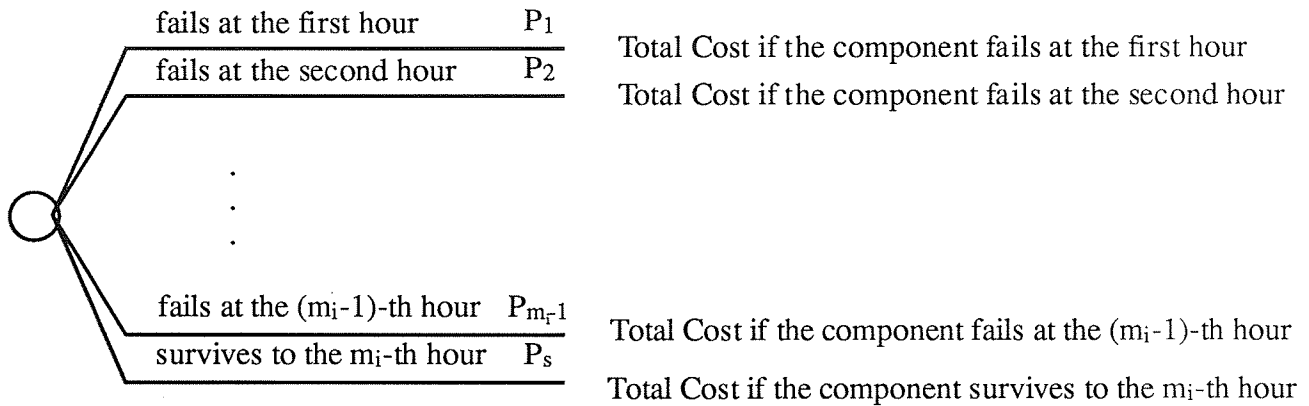 fails at the first hour P₁ Total Cost if the component fails at the first hour
fails at the second hour P₂ Total Cost if the component fails at the second hour
.
.
.
fails at the (mᵢ-1)-th hour Pₘᵢ-1 Total Cost if the component fails at the (mᵢ-1)-th hour
survives to the mᵢ-th hour Pₛ Total Cost if the component survives to the mᵢ-th hour